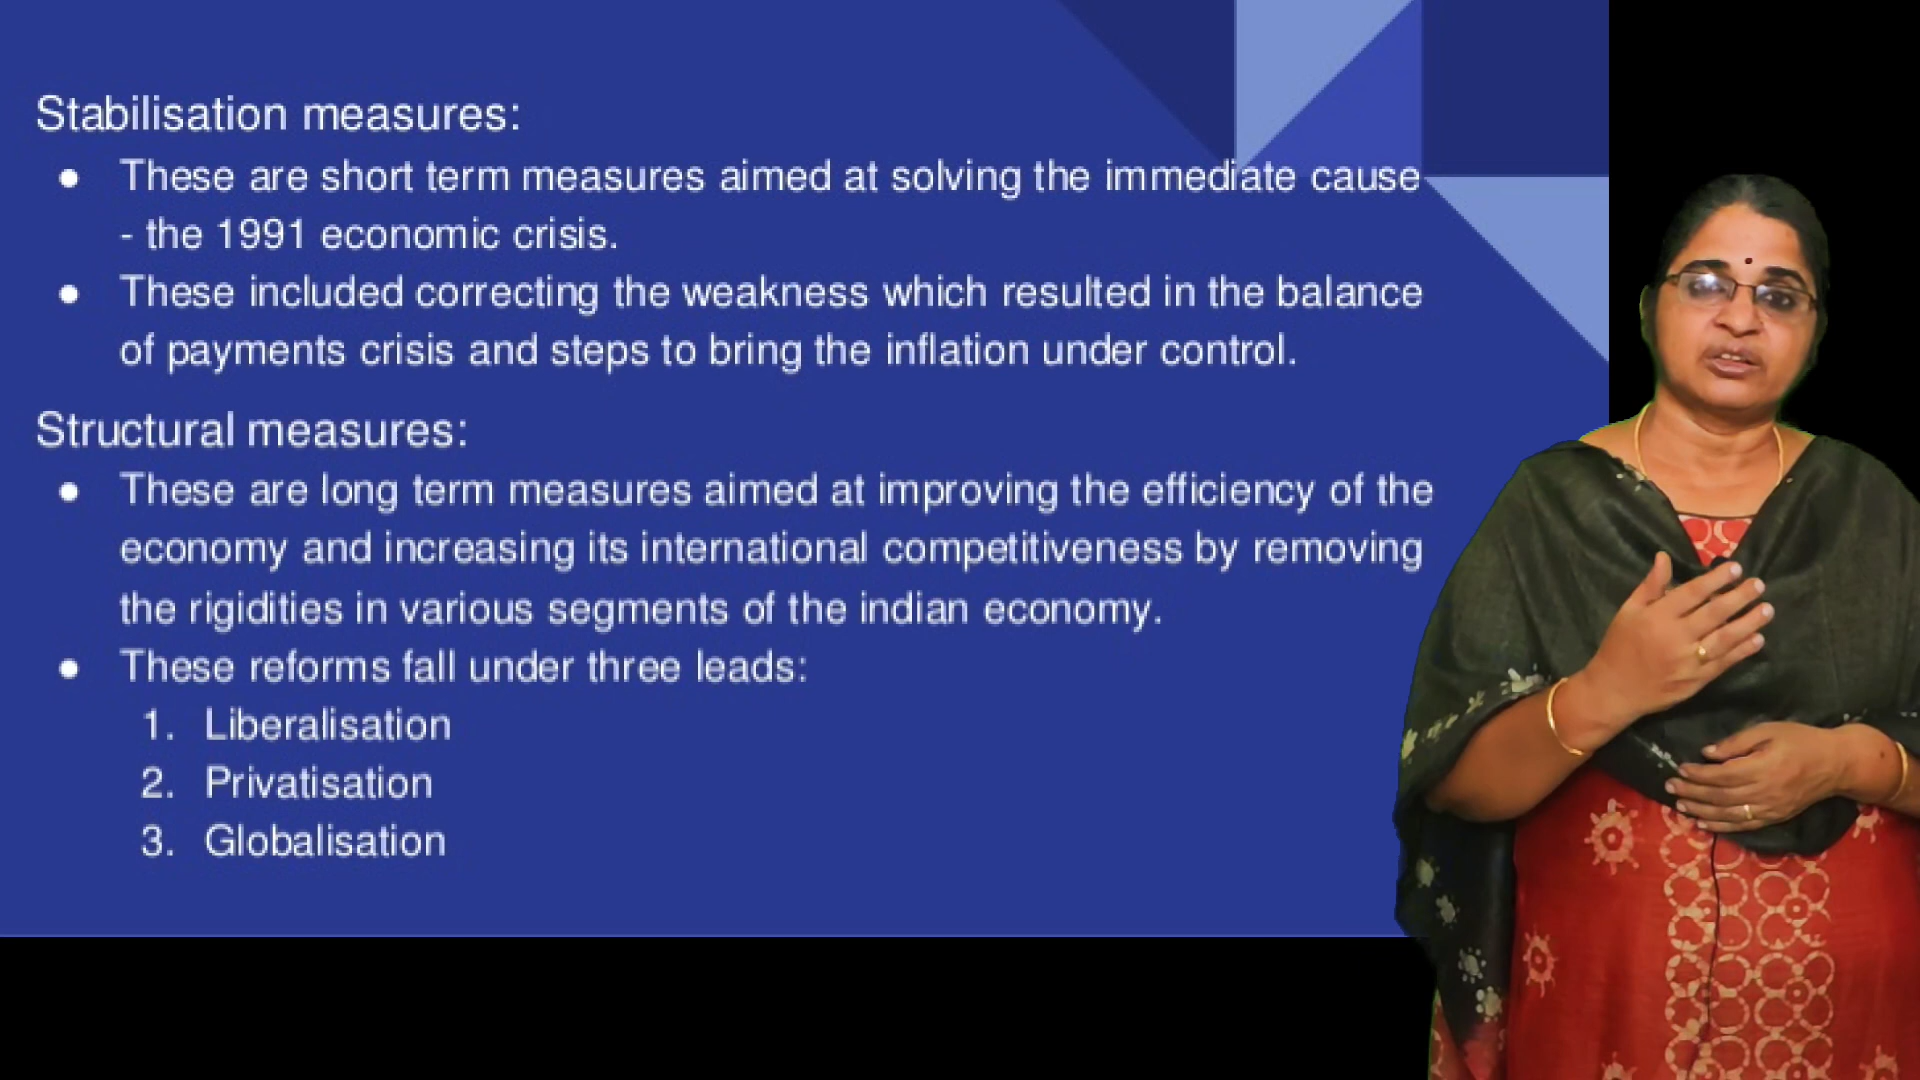 Stabilisation measures:
● These are short term measures aimed at solving the immediate cause
- the 1991 economic crisis.
● These included correcting the weakness which resulted in the balance
of payments crisis and steps to bring the inflation under control.
Structural measures:
● These are long term measures aimed at improving the efficiency of the
economy and increasing its international competitiveness by removing
the rigidities in various segments of the indian economy.
● These reforms fall under three leads:
1. Liberalisation
2. Privatisation
3. Globalisation